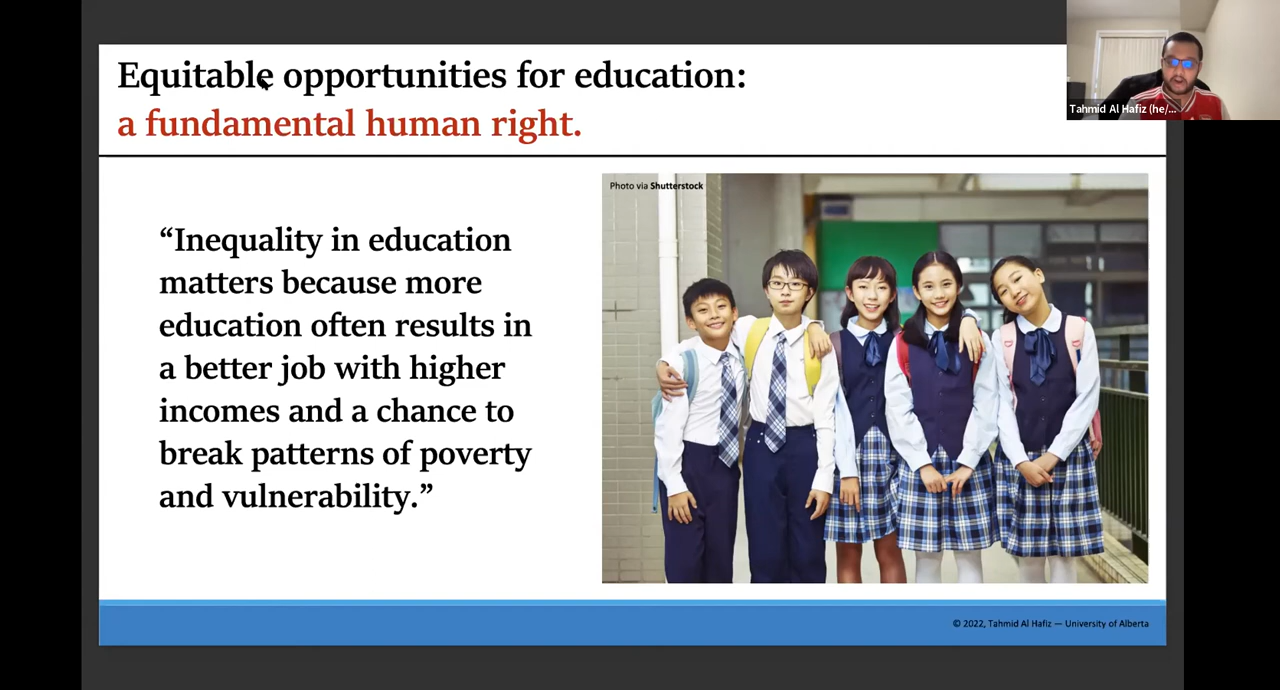 Equitable opportunities for education:
a fundamental human right.
Tahmid Al Hafiz (he/...
“Inequality in education
matters because more
education often results in
a better job with higher
incomes and a chance to
break patterns of poverty
and vulnerability.”
Photo via Shutterstock
© 2022, Tahmid Al Hafiz — University of Alberta